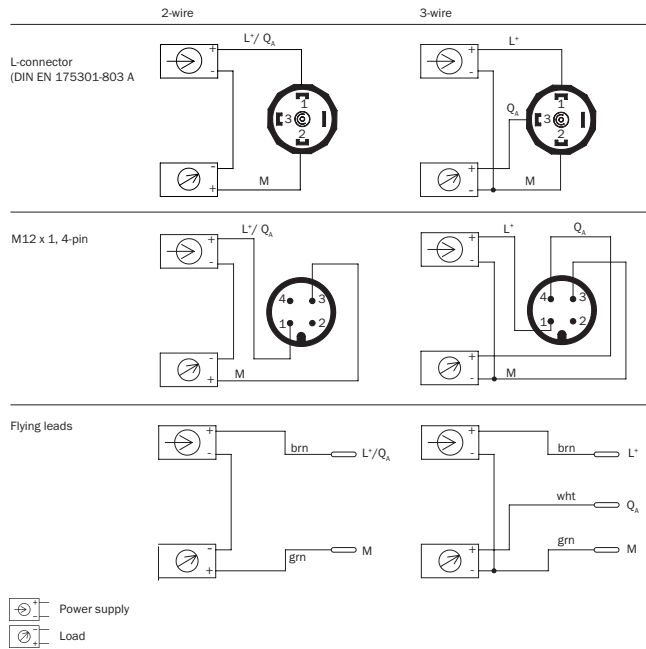 2-wire 3-wire
L-connector
(DIN EN 175301-803 A
+ L⁺/ Q_A
-
1
3
2
-
+ M
+ L⁺
-
1
Q_A 3
2
+
- M
M12 x 1, 4-pin
+ L⁺/ Q_A
-
4 3
1 2
-
+ M
+ L⁺ Q_A
-
4 3
1 2
+
- M
Flying leads
+ brn L⁺/Q_A
-
-
+ grn M
+ brn L⁺
-
wht Q_A
+ grn M
-
+
- Power supply
-
+ Load